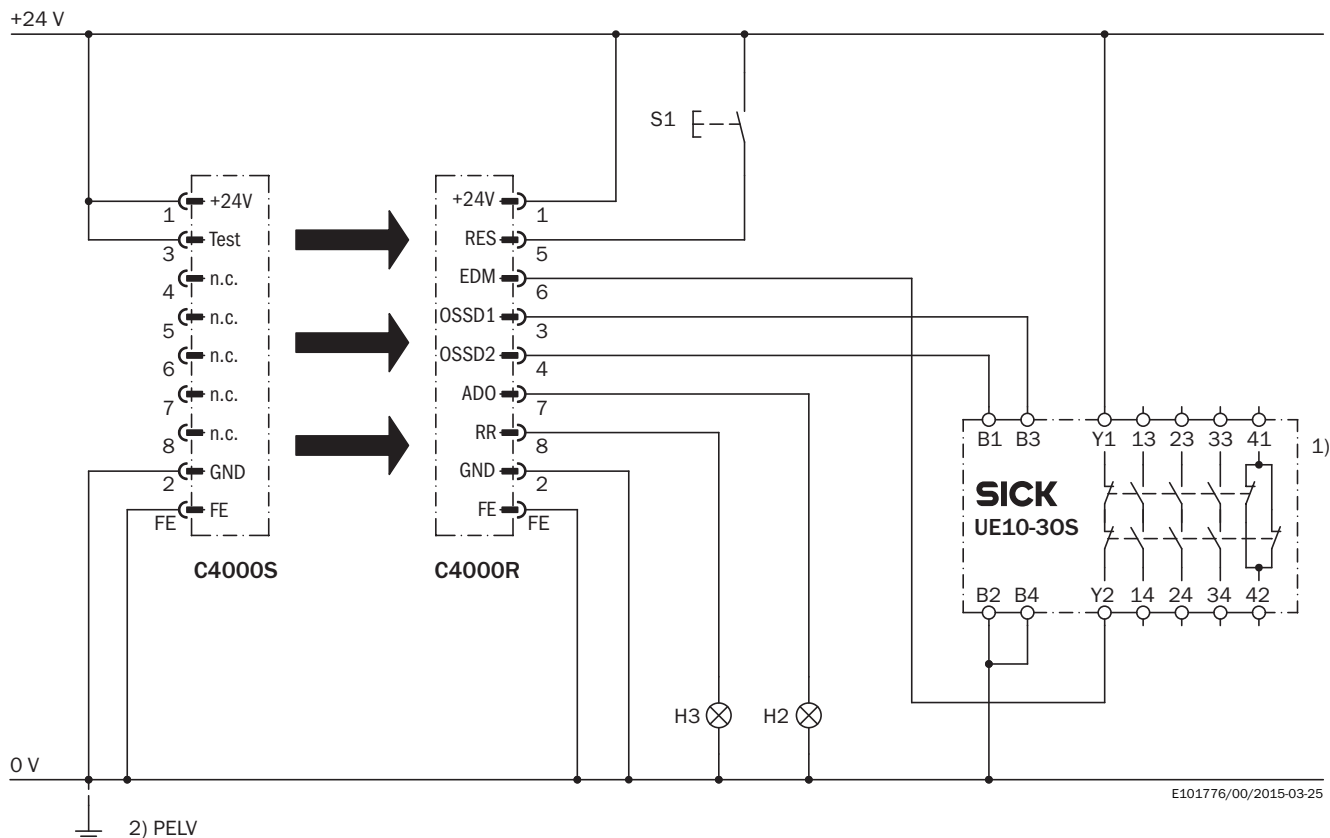 +24 V
S1
1 +24V
3 Test
4 n.c.
5 n.c.
6 n.c.
7 n.c.
8 n.c.
2 GND
FE FE
C4000S
+24V 1
RES 5
EDM 6
OSSD1 3
OSSD2 4
ADO 7
RR 8
GND 2
FE FE
C4000R
B1 B3 Y1 13 23 33 41
1)
SICK
UE10-30S
B2 B4 Y2 14 24 34 42
H3 H2
0 V
E101776/00/2015-03-25
2) PELV